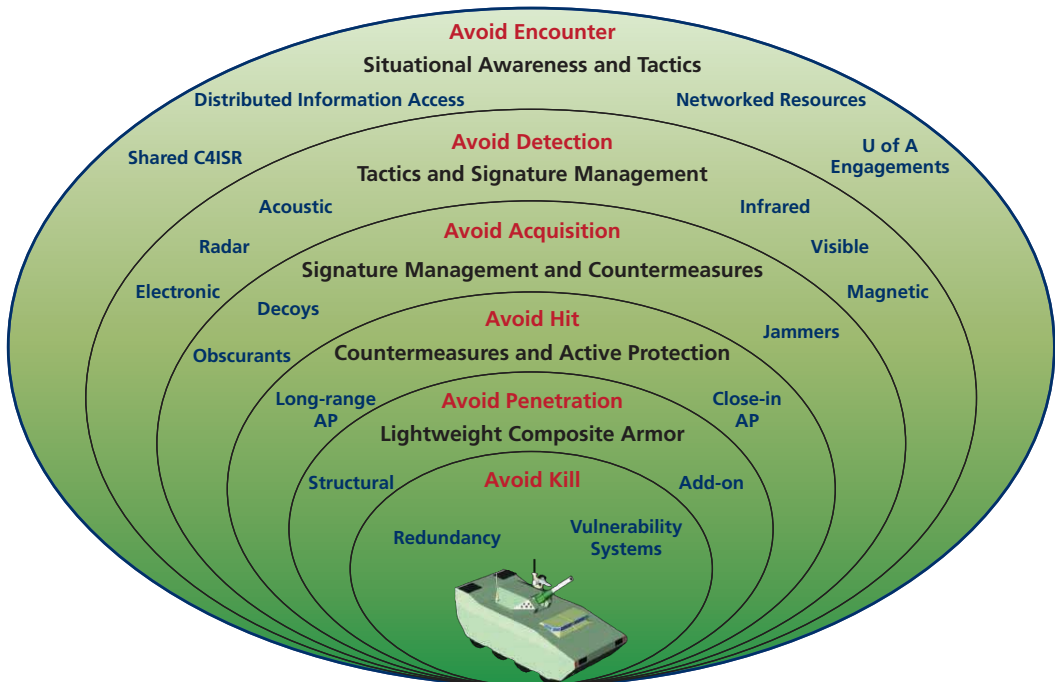 Avoid Encounter
Situational Awareness and Tactics
Distributed Information Access
Networked Resources
Shared C4ISR
U of A
Engagements
Avoid Detection
Tactics and Signature Management
Acoustic
Infrared
Radar
Visible
Electronic
Magnetic
Avoid Acquisition
Signature Management and Countermeasures
Decoys
Jammers
Obscurants
Avoid Hit
Countermeasures and Active Protection
Long-range
AP
Close-in
AP
Avoid Penetration
Lightweight Composite Armor
Structural
Add-on
Avoid Kill
Redundancy
Vulnerability
Systems